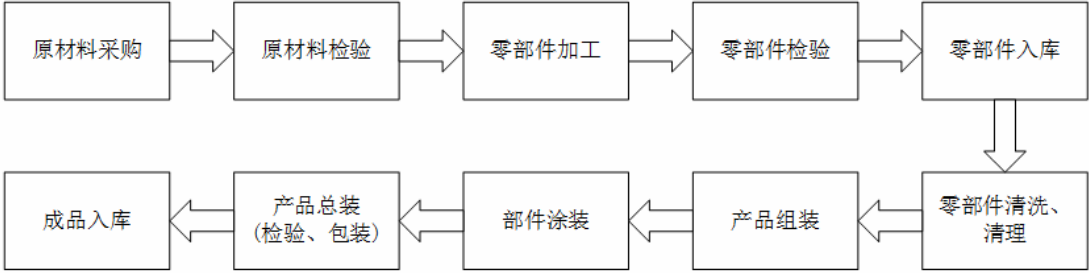 原材料采购
原材料检验
零部件加工
零部件检验
零部件入库
零部件清洗、
清理
产品组装
部件涂装
产品总装
(检验、包装)
成品入库